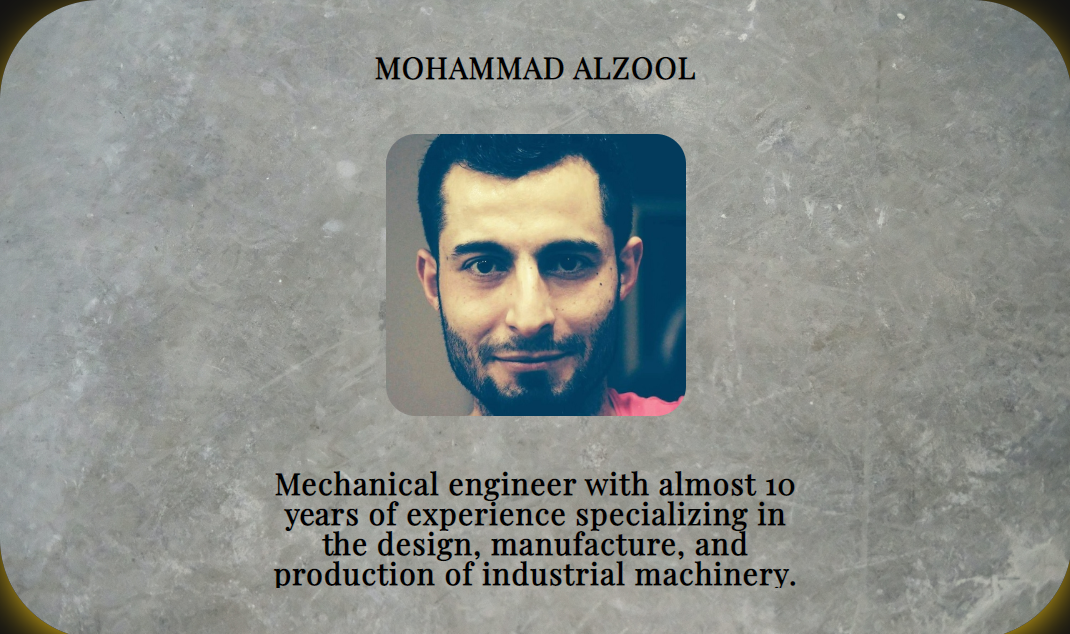 MOHAMMAD ALZOOL
Mechanical engineer with almost 10
years of experience specializing in
the design, manufacture, and
production of industrial machinery.